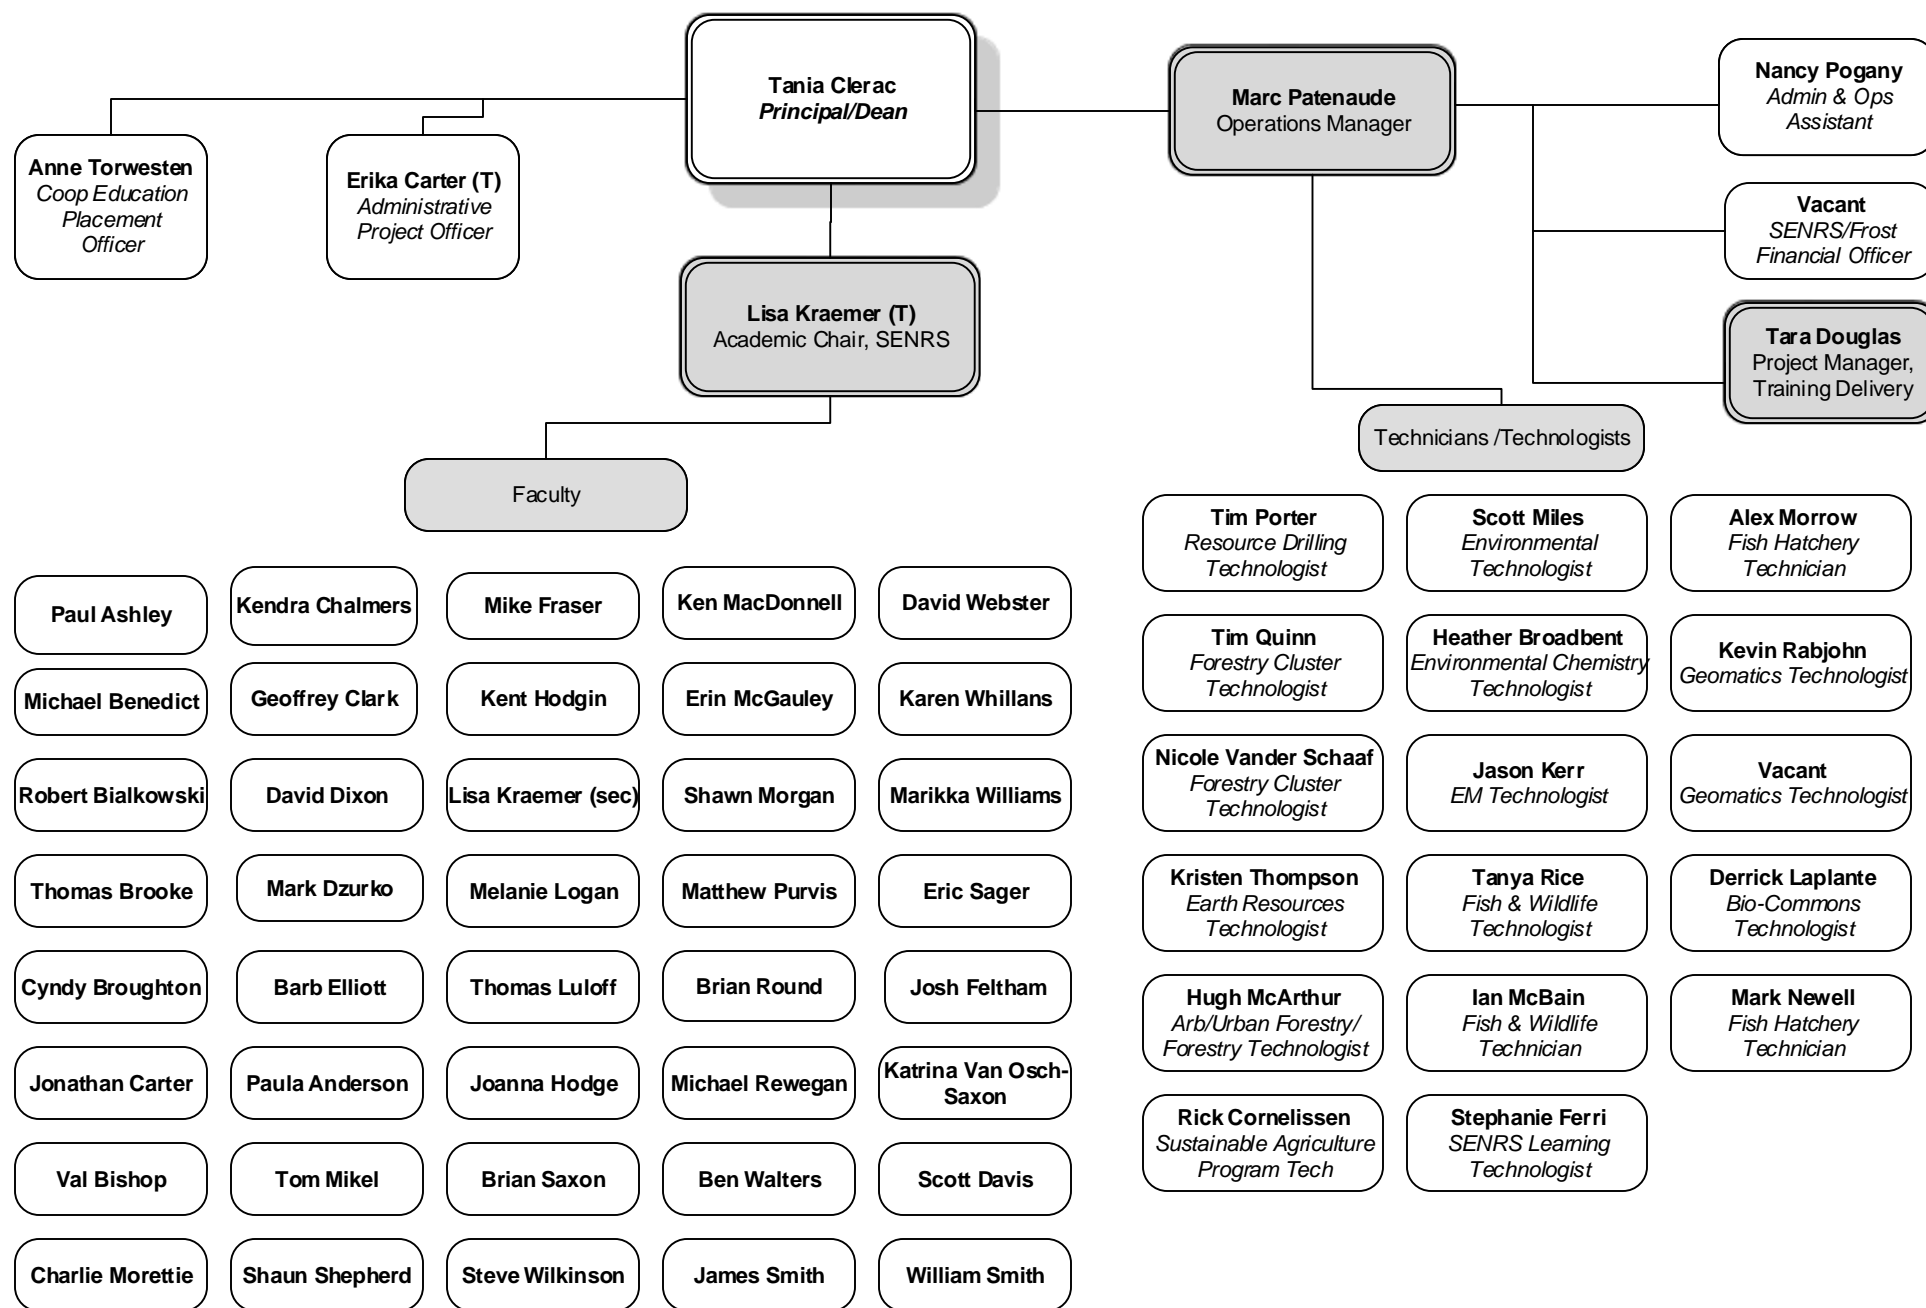 Tania Clerac
Principal/Dean
Marc Patenaude
Operations Manager
Nancy Pogany
Admin & Ops
Assistant
Anne Torwesten
Coop Education
Placement
Officer
Erika Carter (T)
Administrative
Project Officer
Vacant
SENRS/Frost
Financial Officer
Lisa Kraemer (T)
Academic Chair, SENRS
Tara Douglas
Project Manager,
Training Delivery
Faculty
Technicians /Technologists
Paul Ashley
Kendra Chalmers
Mike Fraser
Ken MacDonnell
David Webster
Michael Benedict
Geoffrey Clark
Kent Hodgin
Erin McGauley
Karen Whillans
Robert Bialkowski
David Dixon
Lisa Kraemer (sec)
Shawn Morgan
Marikka Williams
Thomas Brooke
Mark Dzurko
Melanie Logan
Matthew Purvis
Eric Sager
Cyndy Broughton
Barb Elliott
Thomas Luloff
Brian Round
Josh Feltham
Jonathan Carter
Paula Anderson
Joanna Hodge
Michael Rewegan
Katrina Van Osch-
Saxon
Val Bishop
Tom Mikel
Brian Saxon
Ben Walters
Scott Davis
Charlie Morettie
Shaun Shepherd
Steve Wilkinson
James Smith
William Smith
Tim Porter
Resource Drilling
Technologist
Scott Miles
Environmental
Technologist
Alex Morrow
Fish Hatchery
Technician
Tim Quinn
Forestry Cluster
Technologist
Heather Broadbent
Environmental Chemistry
Technologist
Kevin Rabjohn
Geomatics Technologist
Nicole Vander Schaaf
Forestry Cluster
Technologist
Jason Kerr
EM Technologist
Vacant
Geomatics Technologist
Kristen Thompson
Earth Resources
Technologist
Tanya Rice
Fish & Wildlife
Technologist
Derrick Laplante
Bio-Commons
Technologist
Hugh McArthur
Arb/Urban Forestry/
Forestry Technologist
Ian McBain
Fish & Wildlife
Technician
Mark Newell
Fish Hatchery
Technician
Rick Cornelissen
Sustainable Agriculture
Program Tech
Stephanie Ferri
SENRS Learning
Technologist